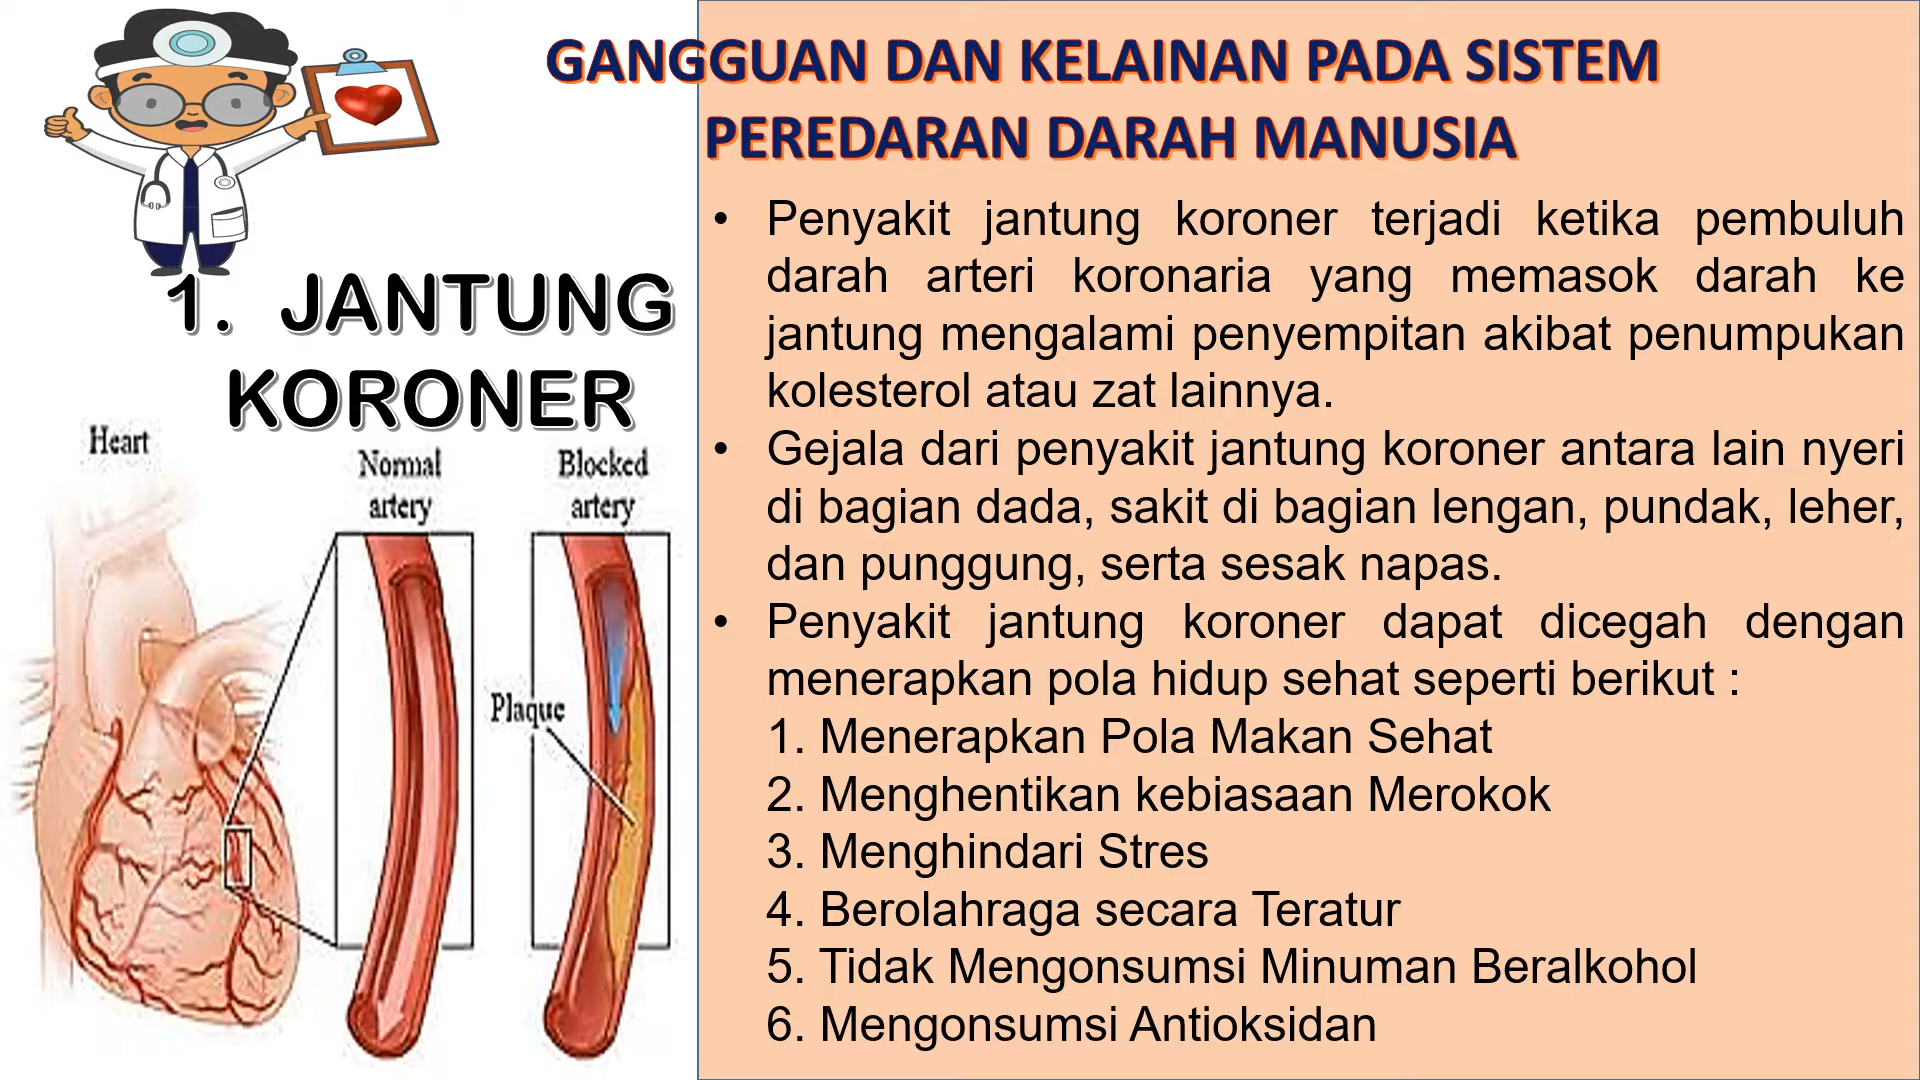 GANGGUAN DAN KELAINAN PADA SISTEM
PEREDARAN DARAH MANUSIA
1. JANTUNG
KORONER
Heart
Normal
artery
Blocked
artery
Plaque
• Penyakit jantung koroner terjadi ketika pembuluh
darah arteri koronaria yang memasok darah ke
jantung mengalami penyempitan akibat penumpukan
kolesterol atau zat lainnya.
• Gejala dari penyakit jantung koroner antara lain nyeri
di bagian dada, sakit di bagian lengan, pundak, leher,
dan punggung, serta sesak napas.
• Penyakit jantung koroner dapat dicegah dengan
menerapkan pola hidup sehat seperti berikut :
1. Menerapkan Pola Makan Sehat
2. Menghentikan kebiasaan Merokok
3. Menghindari Stres
4. Berolahraga secara Teratur
5. Tidak Mengonsumsi Minuman Beralkohol
6. Mengonsumsi Antioksidan